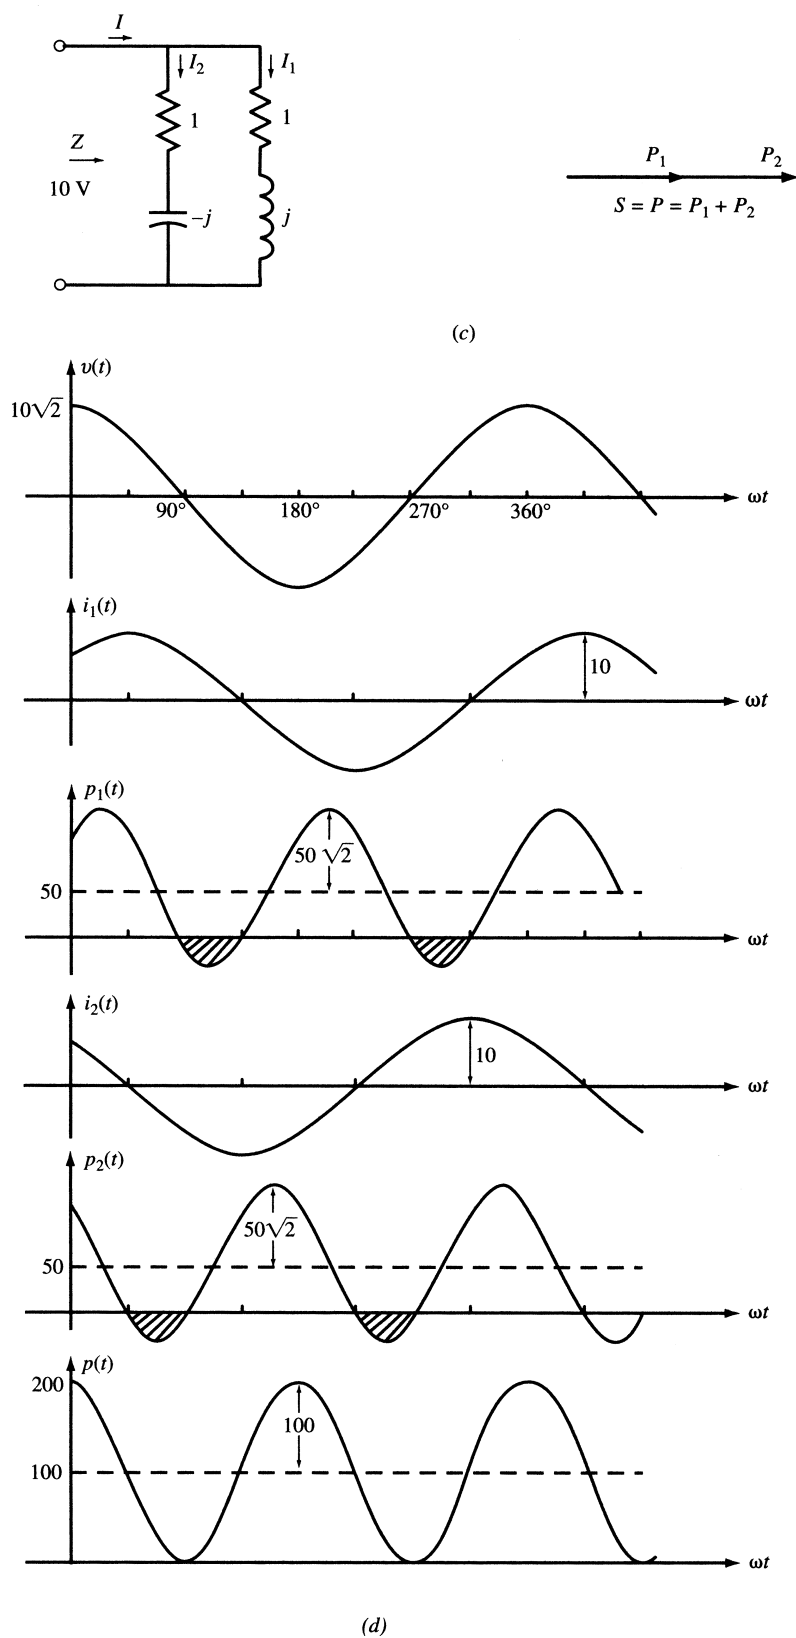 I
I₂ I₁
1 1
Z
10 V
-j j
P₁ P₂
S = P = P₁ + P₂
(c)
υ(t)
10√2
90° 180° 270° 360° ωt
i₁(t)
10
ωt
p₁(t)
50 √2
50
ωt
i₂(t)
10
ωt
p₂(t)
50√2
50
ωt
p(t)
200
100
100
ωt
(d)